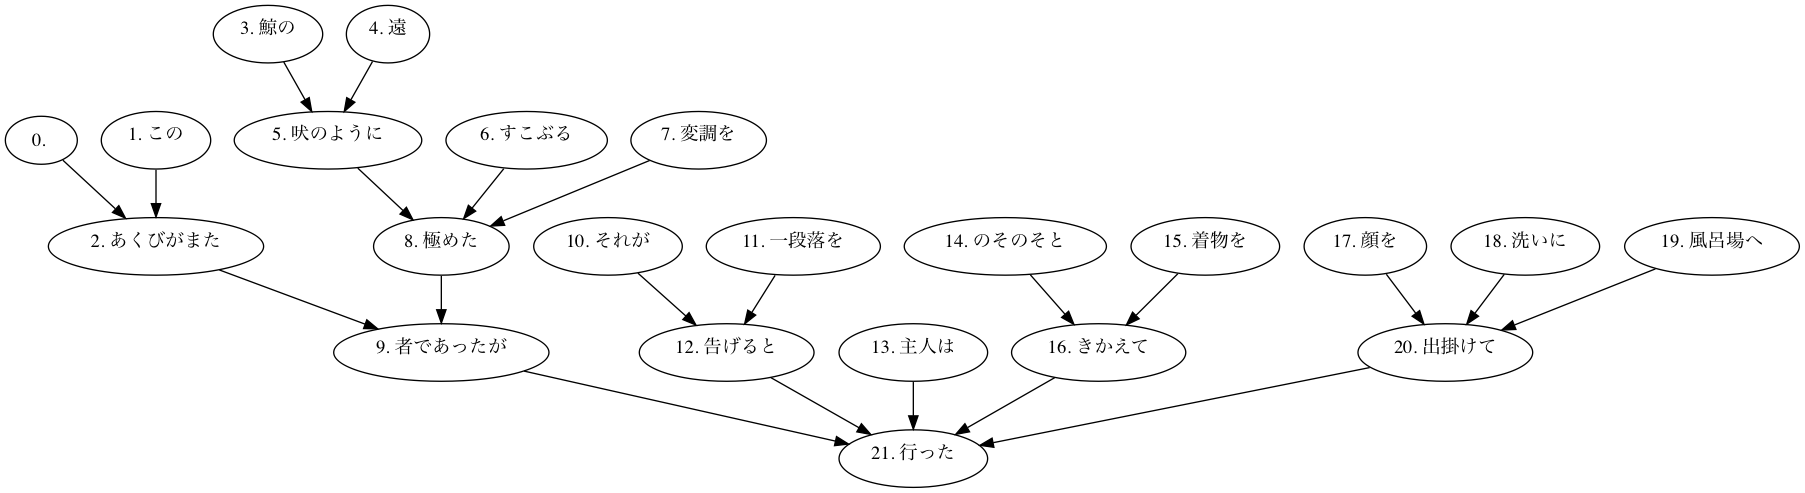 3. 鯨の
4. 遠
0.
1. この
5. 吠のように
6. すこぶる
7. 変調を
2. あくびがまた
8. 極めた
10. それが
11. 一段落を
14. のそのそと
15. 着物を
17. 顔を
18. 洗いに
19. 風呂場へ
9. 者であったが
12. 告げると
13. 主人は
16. きかえて
20. 出掛けて
21. 行った